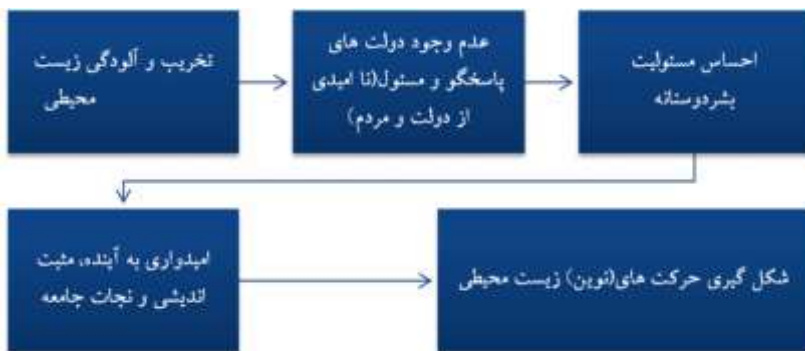 تخریب و آلودگی زیست
محیطی
عدم وجود دولت های
پاسخگو و مسئول(نا امیدی
از دولت و مردم)
احساس مسئولیت
بشردوستانه
امیدواری به آینده، مثبت
اندیشی و نجات جامعه
شکل گیری حرکت های(نوین) زیست محیطی